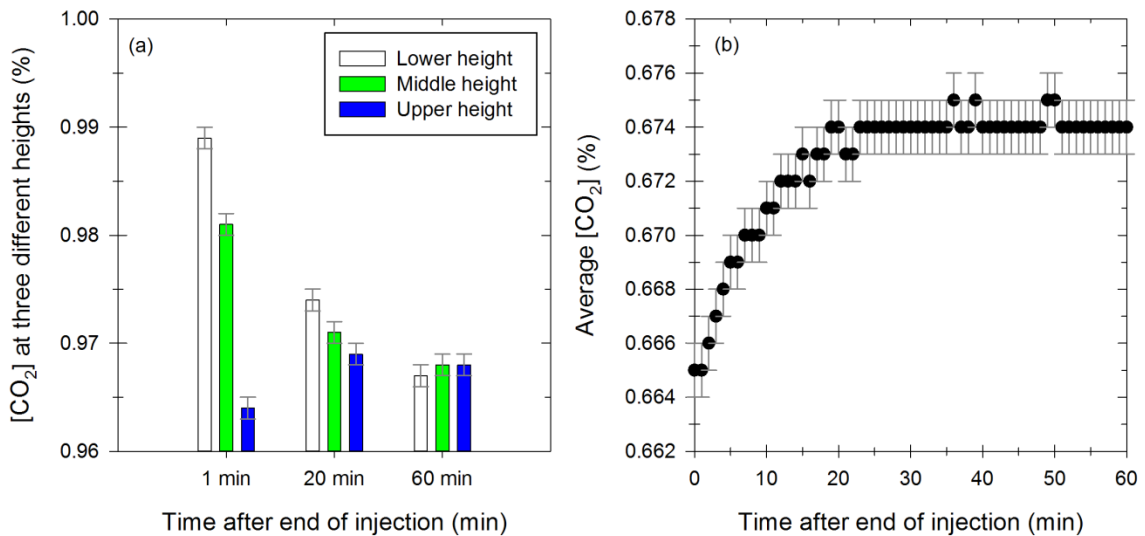 (a)
Lower height
Middle height
Upper height
[CO₂] at three different heights (%)
1.00
0.99
0.98
0.97
0.96
1 min
20 min
60 min
Time after end of injection (min)
(b)
Average [CO₂] (%)
0.678
0.676
0.674
0.672
0.670
0.668
0.666
0.664
0.662
0
10
20
30
40
50
60
Time after end of injection (min)